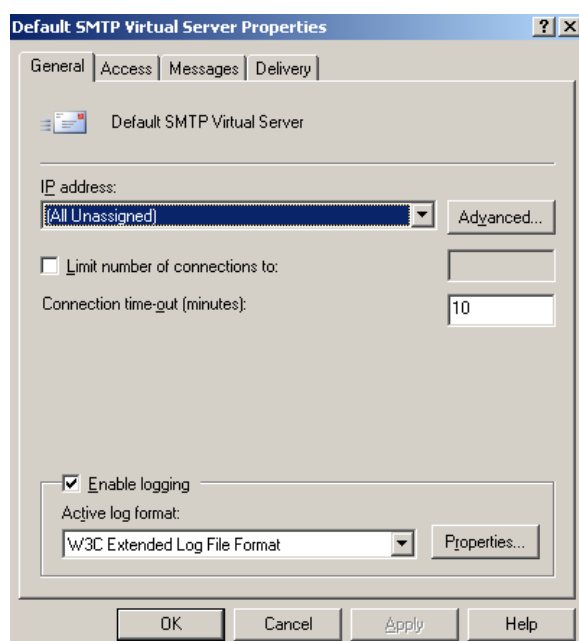 Default SMTP Virtual Server Properties
General Access Messages Delivery
Default SMTP Virtual Server
IP address:
(All Unassigned) Advanced...
Limit number of connections to:
Connection time-out (minutes): 10
Enable logging
Active log format:
W3C Extended Log File Format Properties...
OK Cancel Apply Help